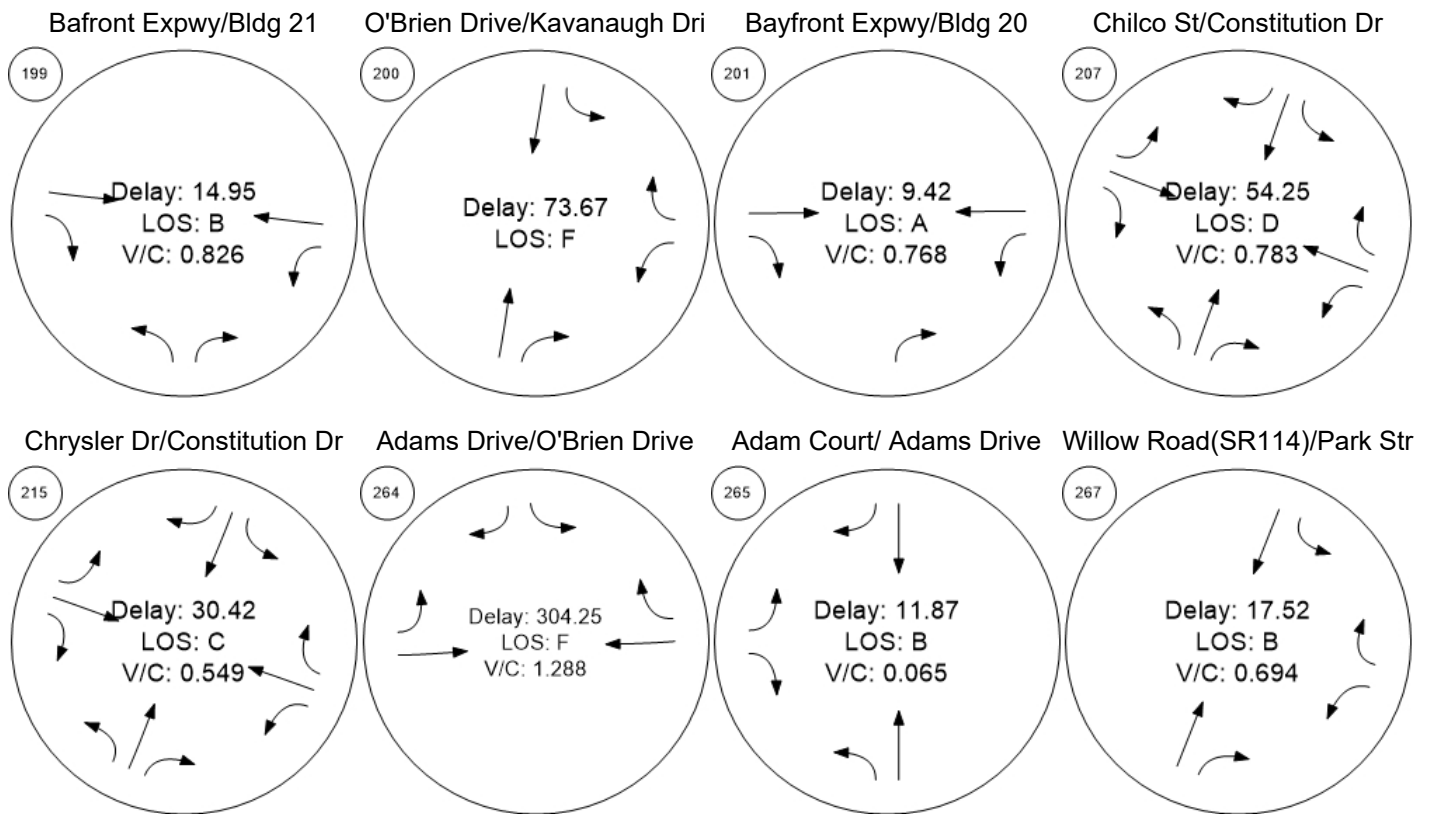 Bafront Expwy/Bldg 21
O'Brien Drive/Kavanaugh Dri
Bayfront Expwy/Bldg 20
Chilco St/Constitution Dr
199
200
201
207
Delay: 14.95
LOS: B
V/C: 0.826
Delay: 73.67
LOS: F
Delay: 9.42
LOS: A
V/C: 0.768
Delay: 54.25
LOS: D
V/C: 0.783
Chrysler Dr/Constitution Dr
Adams Drive/O'Brien Drive
Adam Court/ Adams Drive
Willow Road(SR114)/Park Str
215
264
265
267
Delay: 30.42
LOS: C
V/C: 0.549
Delay: 304.25
LOS: F
V/C: 1.288
Delay: 11.87
LOS: B
V/C: 0.065
Delay: 17.52
LOS: B
V/C: 0.694